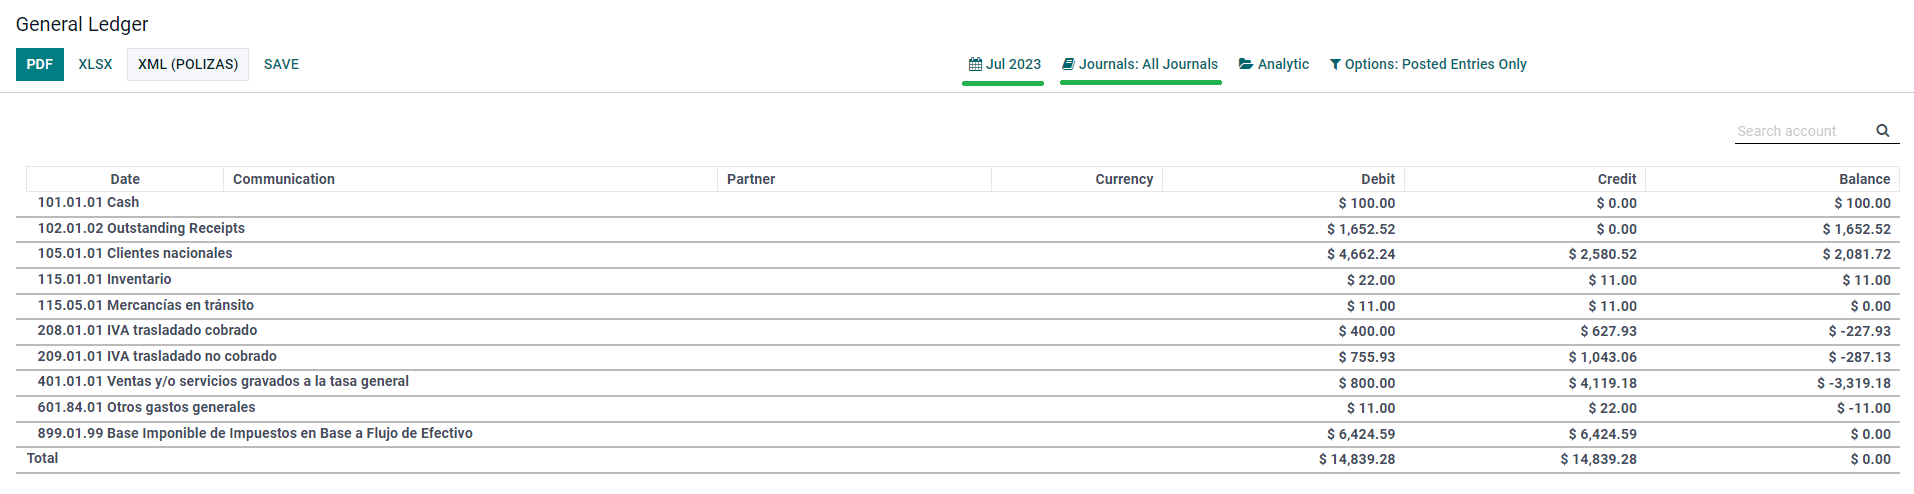 General Ledger
PDF XLSX XML (POLIZAS) SAVE Jul 2023 Journals: All Journals Analytic Options: Posted Entries Only
Search account
Date Communication Partner Currency Debit Credit Balance
101.01.01 Cash $ 100.00 $ 0.00 $ 100.00
102.01.02 Outstanding Receipts $ 1,652.52 $ 0.00 $ 1,652.52
105.01.01 Clientes nacionales $ 4,662.24 $ 2,580.52 $ 2,081.72
115.01.01 Inventario $ 22.00 $ 11.00 $ 11.00
115.05.01 Mercancías en tránsito $ 11.00 $ 11.00 $ 0.00
208.01.01 IVA trasladado cobrado $ 400.00 $ 627.93 $ -227.93
209.01.01 IVA trasladado no cobrado $ 755.93 $ 1,043.06 $ -287.13
401.01.01 Ventas y/o servicios gravados a la tasa general $ 800.00 $ 4,119.18 $ -3,319.18
601.84.01 Otros gastos generales $ 11.00 $ 22.00 $ -11.00
899.01.99 Base Imponible de Impuestos en Base a Flujo de Efectivo $ 6,424.59 $ 6,424.59 $ 0.00
Total $ 14,839.28 $ 14,839.28 $ 0.00